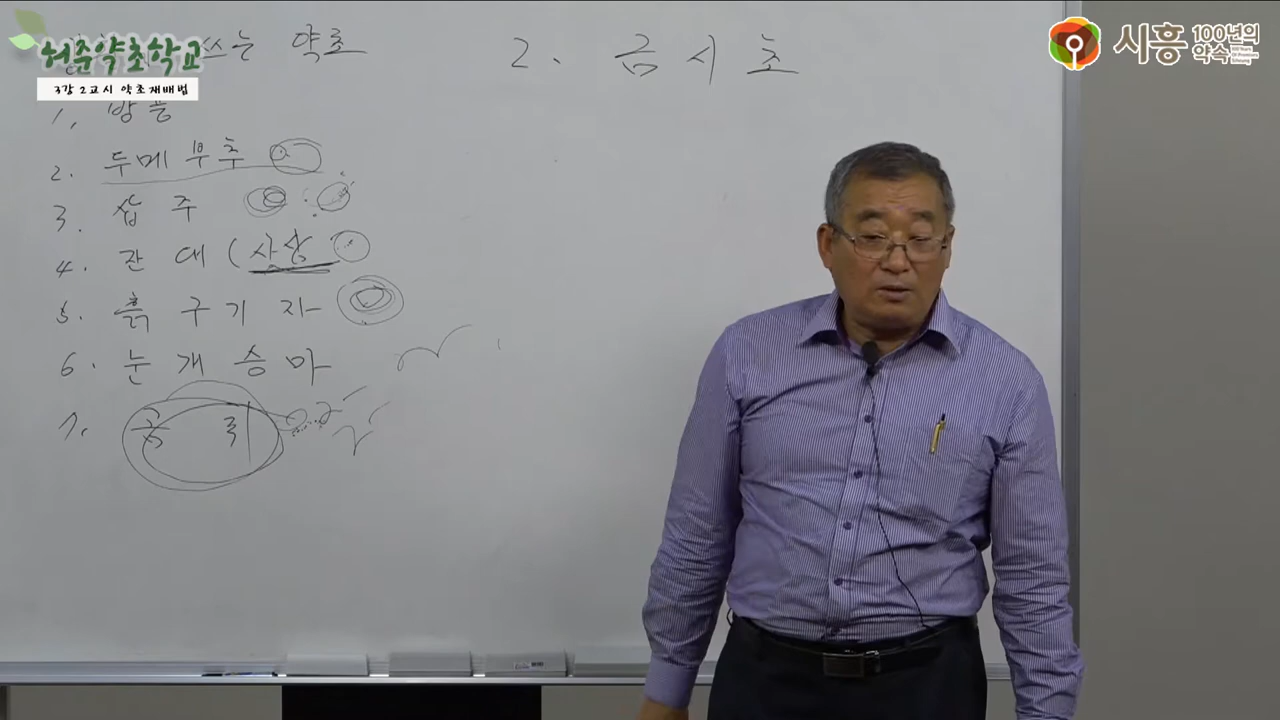 허준약초학교
3강 2교시 약초재배법
쓰는 약초
1. 방풍
2. 두메부추
3. 삽주
4. 잔대(사삼
5. 흙구기자
6. 눈개승마
7. 곰취
2. 금시초
시흥 100년의 약속